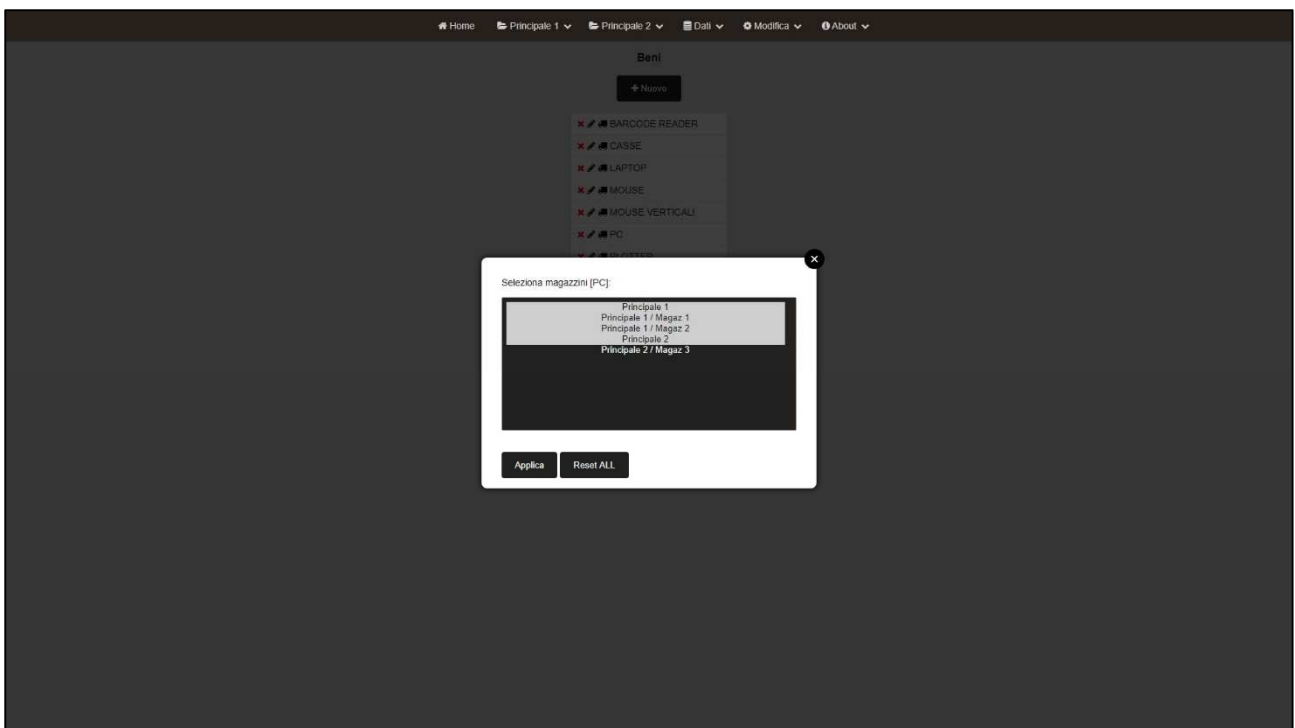 Home Principale 1 Principale 2 Dati Modifica About
Beni
+ Nuovo
BARCODE READER
CASSE
LAPTOP
MOUSE
MOUSE VERTICALI
PC
PLOTTER
Seleziona magazzini [PC]:
Principale 1
Principale 1 / Magaz 1
Principale 1 / Magaz 2
Principale 2
Principale 2 / Magaz 3
Applica Reset ALL